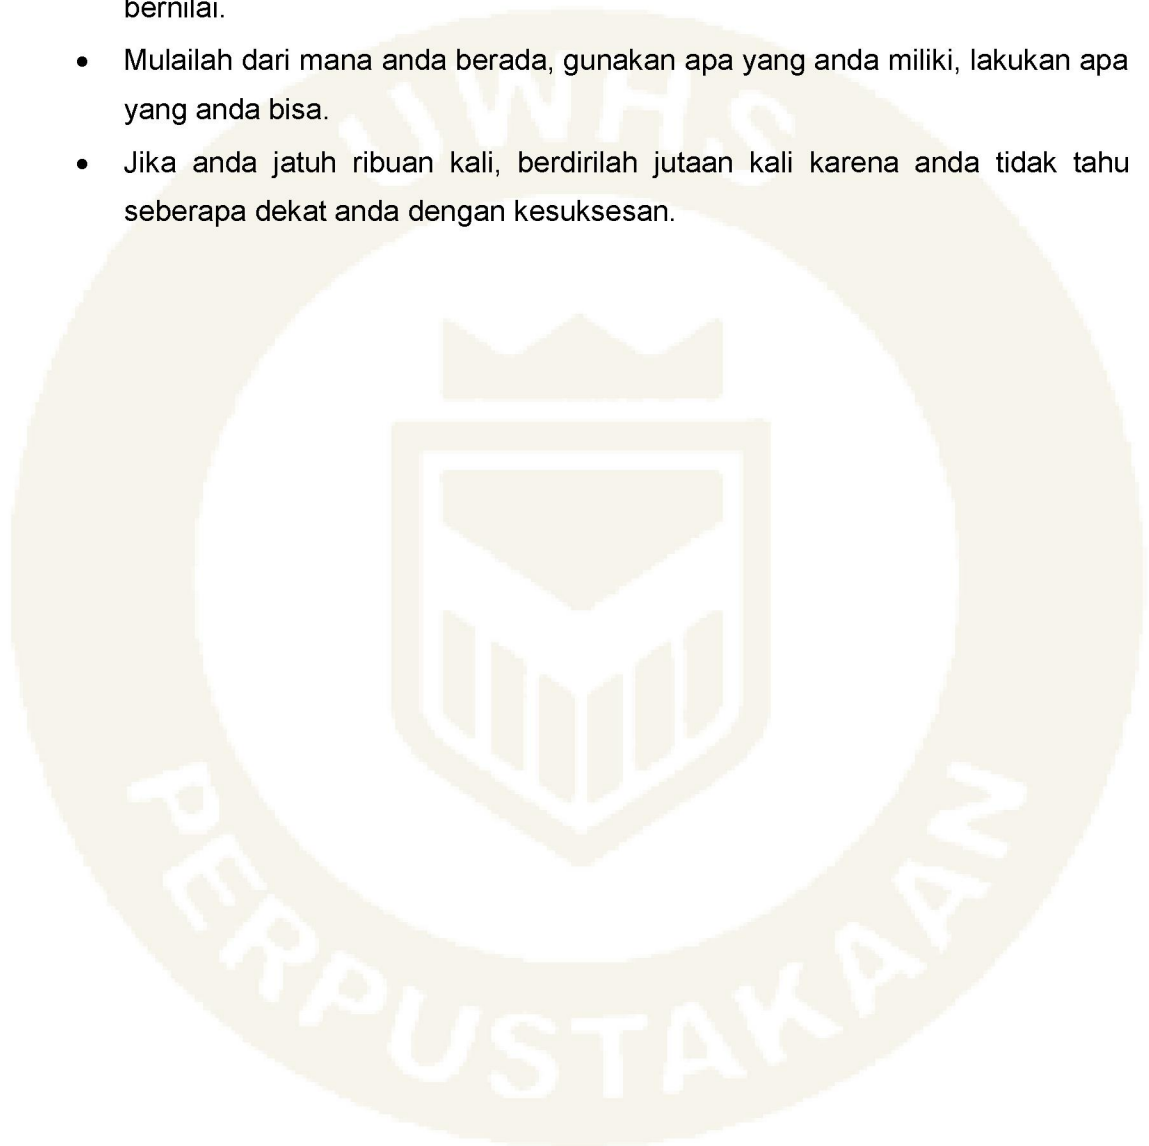 bernilai.
• Mulailah dari mana anda berada, gunakan apa yang anda miliki, lakukan apa
yang anda bisa.
• Jika anda jatuh ribuan kali, berdirilah jutaan kali karena anda tidak tahu
seberapa dekat anda dengan kesuksesan.
UWHS
PERPUSTAKAAN